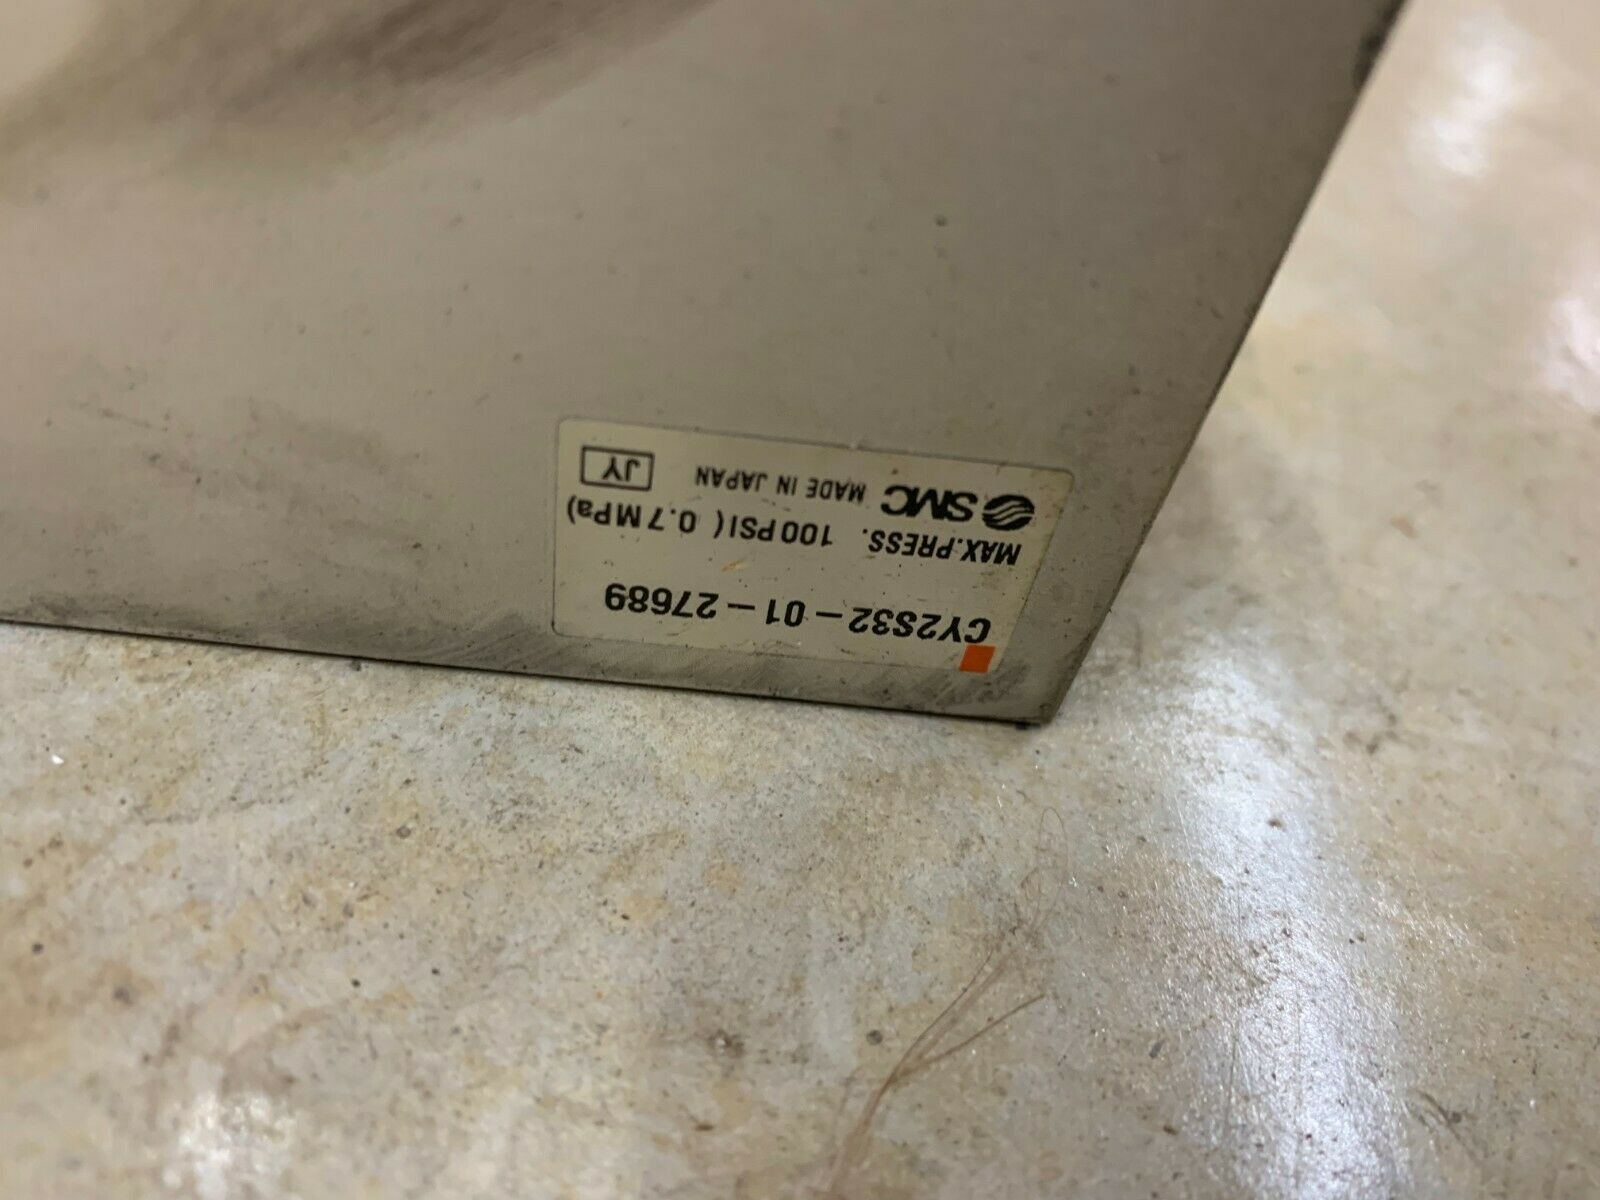 CY2S32-01-27689
MAX.PRESS. 100PSI( 0.7MPa)
SMC MADE IN JAPAN JY